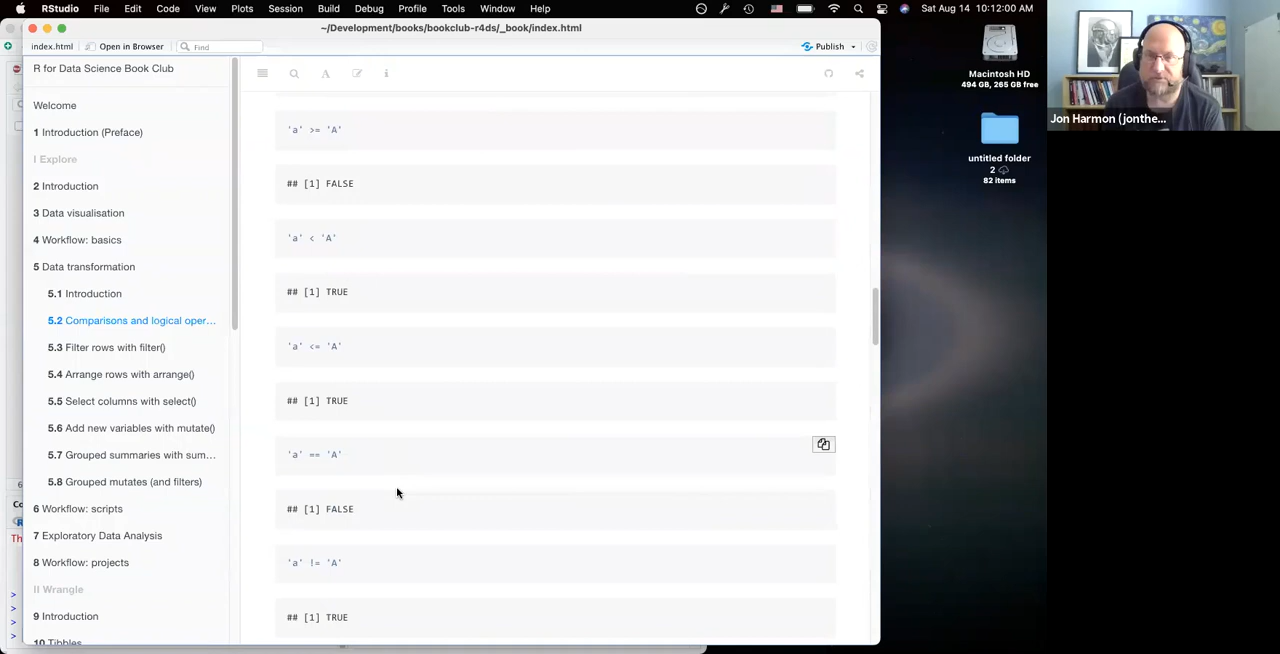 RStudio File Edit Code View Plots Session Build Debug Profile Tools Window Help Sat Aug 14 10:12:00 AM
~/Development/books/bookclub-r4ds/_book/index.html
index.html Open in Browser Find Publish
R for Data Science Book Club
Welcome
1 Introduction (Preface)
I Explore
2 Introduction
3 Data visualisation
4 Workflow: basics
5 Data transformation
5.1 Introduction
5.2 Comparisons and logical oper...
5.3 Filter rows with filter()
5.4 Arrange rows with arrange()
5.5 Select columns with select()
5.6 Add new variables with mutate()
5.7 Grouped summaries with sum...
5.8 Grouped mutates (and filters)
6 Workflow: scripts
7 Exploratory Data Analysis
8 Workflow: projects
II Wrangle
9 Introduction
10 Tibbles
'a' >= 'A'
## [1] FALSE
'a' < 'A'
## [1] TRUE
'a' <= 'A'
## [1] TRUE
'a' == 'A'
## [1] FALSE
'a' != 'A'
## [1] TRUE
Macintosh HD
494 GB, 265 GB free
untitled folder
2
82 items
Jon Harmon (jonthe...